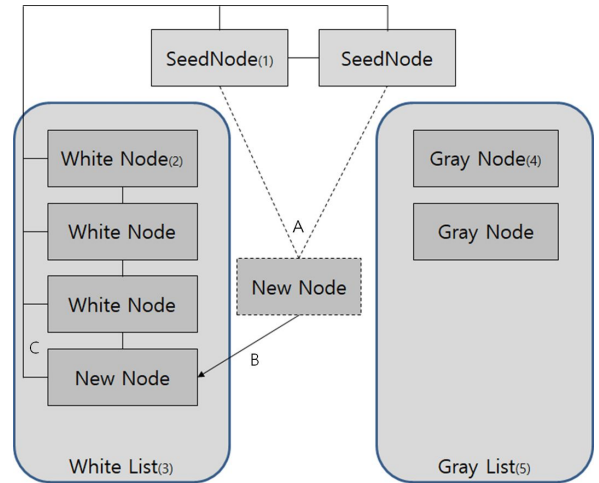 SeedNode(1)
SeedNode
White Node(2)
Gray Node(4)
White Node
Gray Node
A
New Node
White Node
C
B
New Node
White List(3)
Gray List(5)